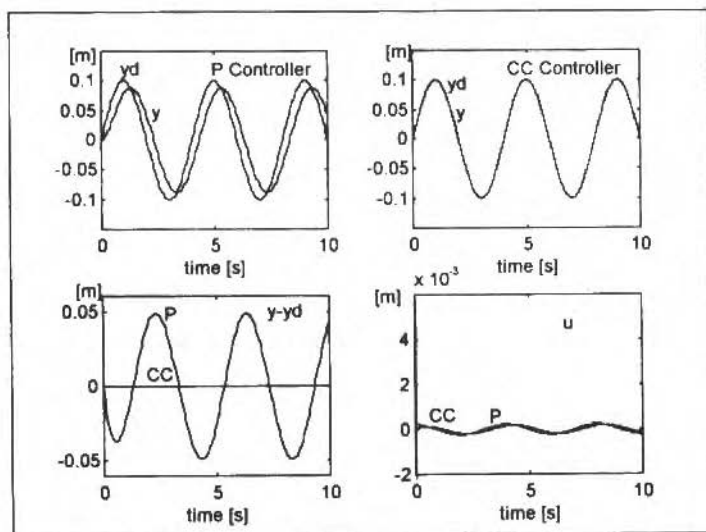 [m]
yd
P Controller
0.1
0.05
y
0
-0.05
-0.1
0
5
10
time [s]
[m]
CC Controller
0.1
yd
0.05
y
0
-0.05
-0.1
0
5
10
time [s]
[m]
0.05
P
y-yd
CC
0
-0.05
0
5
10
time [s]
x 10-3
[m]
u
4
2
CC
P
0
-2
0
5
10
time [s]